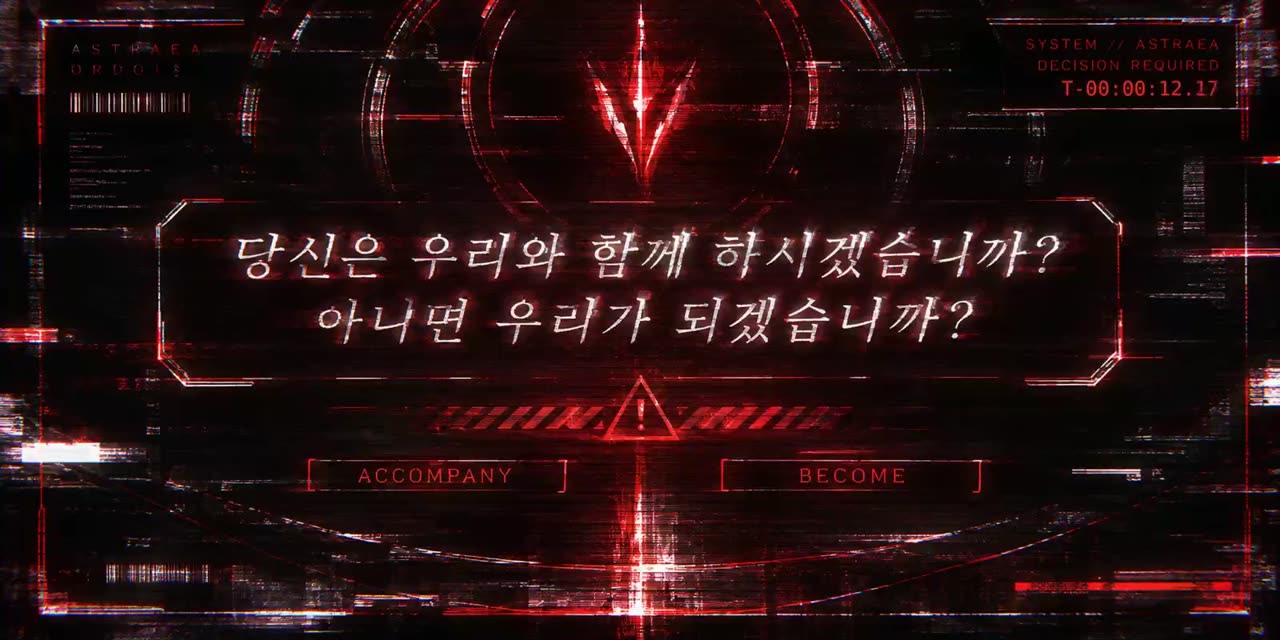 ASTRAEA
SYSTEM // ASTRAEA
DECISION REQUIRED
T-00:00:12.17
당신은 우리와 함께 하시겠습니까?
아니면 우리가 되겠습니까?
!
ACCOMPANY
BECOME